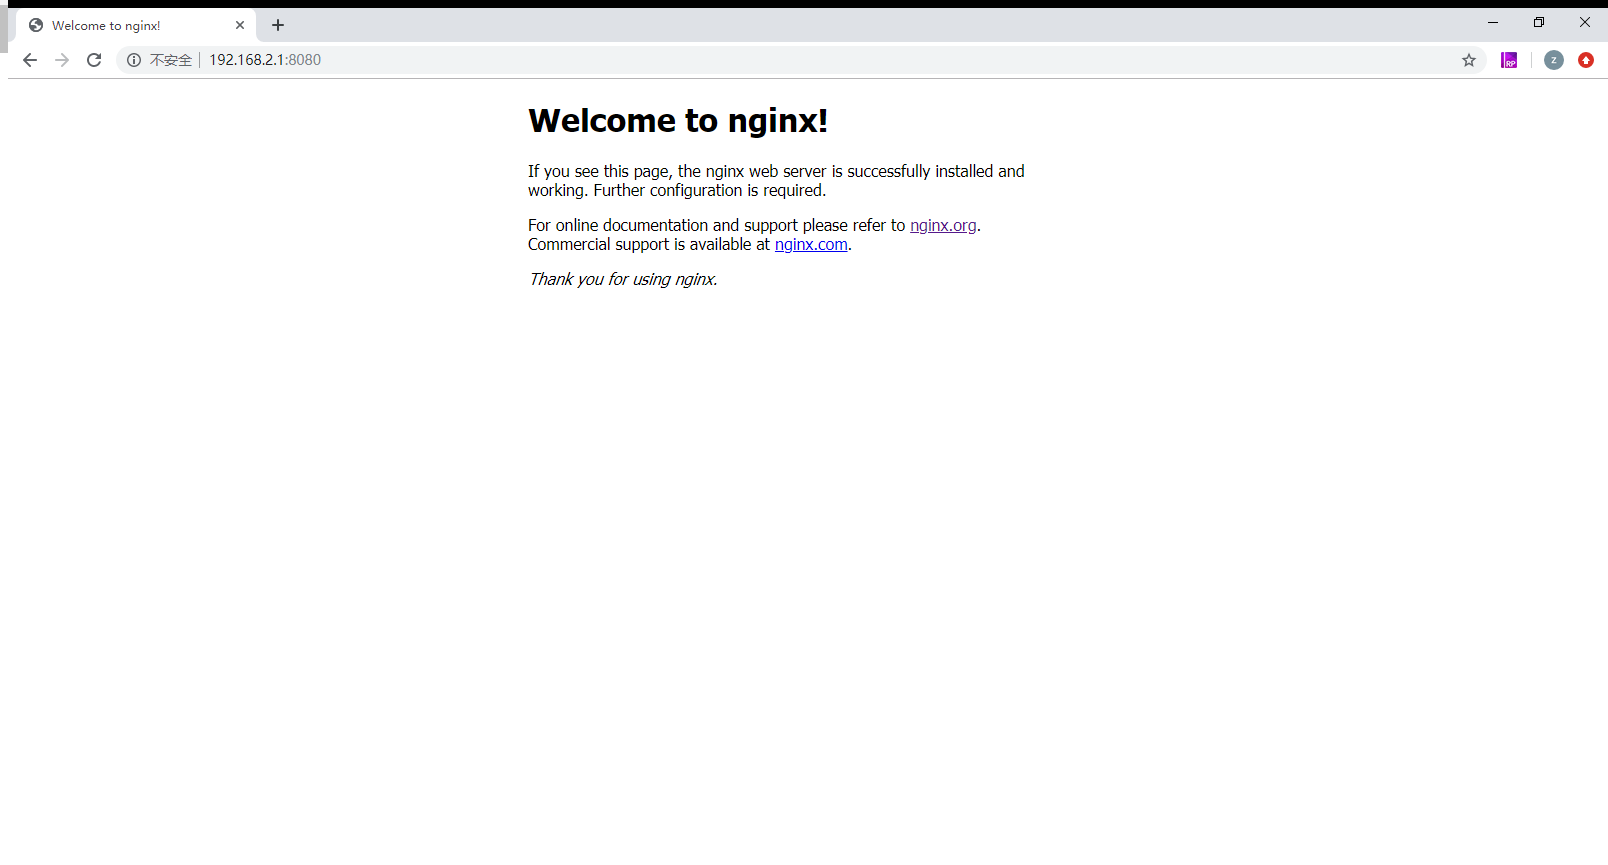 Welcome to nginx!
不安全 192.168.2.1:8080
RP
z
Welcome to nginx!
If you see this page, the nginx web server is successfully installed and
working. Further configuration is required.
For online documentation and support please refer to nginx.org.
Commercial support is available at nginx.com.
Thank you for using nginx.